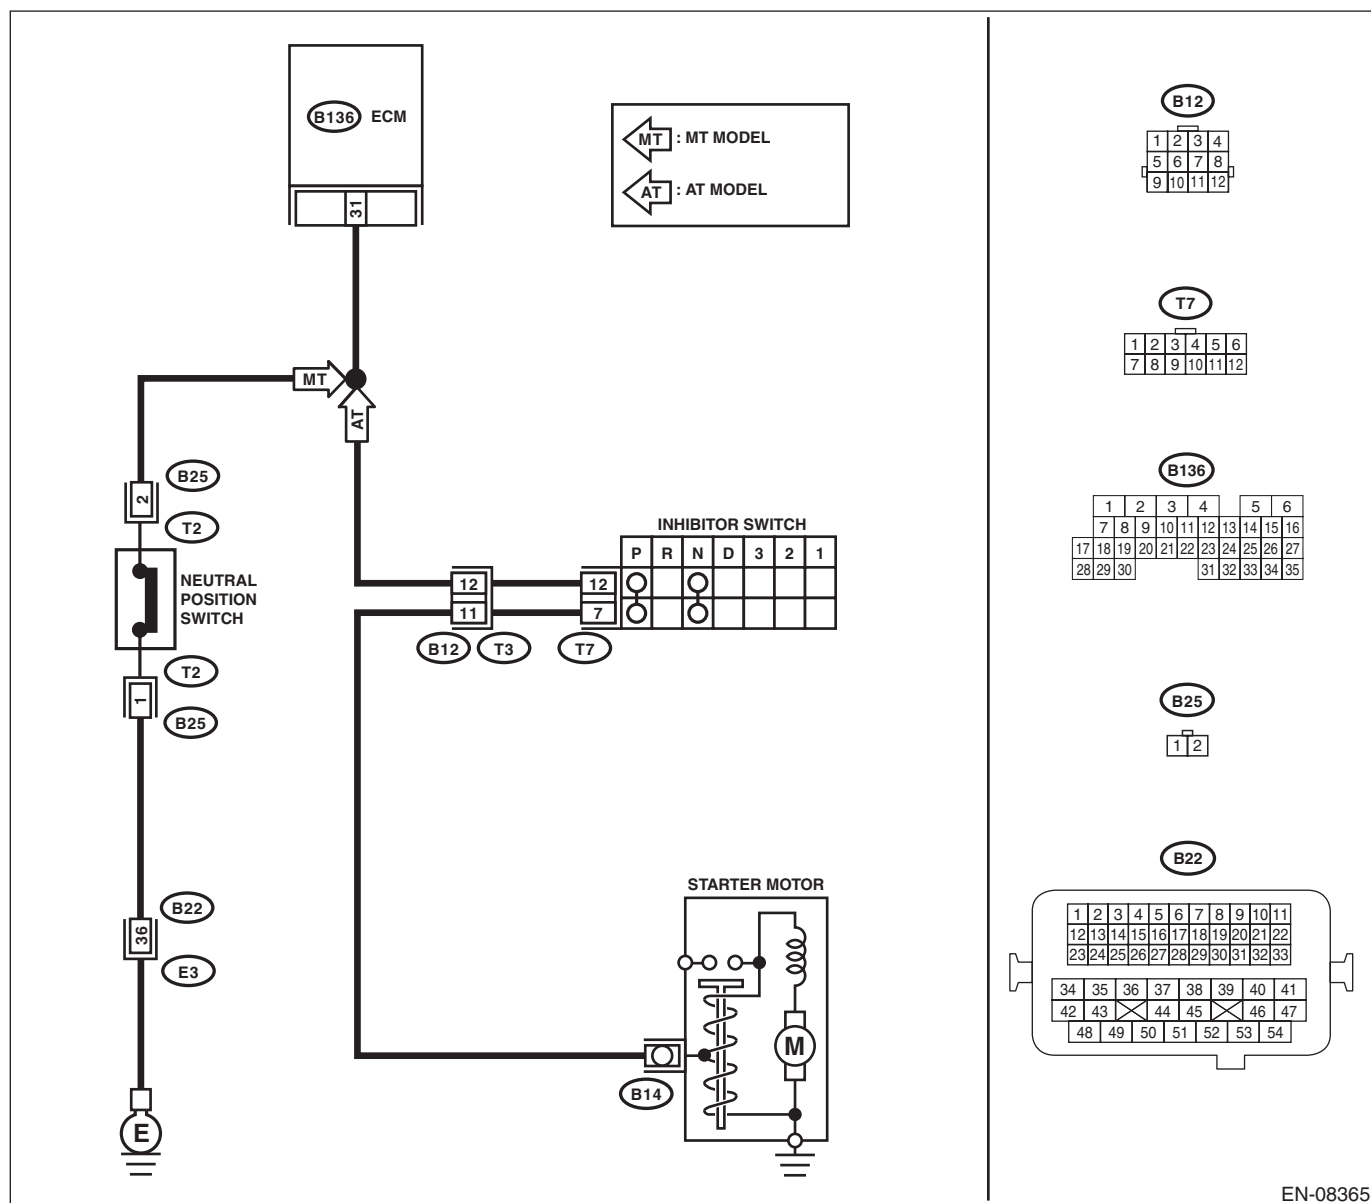 B136 ECM
31
MT : MT MODEL
AT : AT MODEL
MT
AT
B25
2
T2
NEUTRAL
POSITION
SWITCH
T2
1
B25
B22
36
E3
E
INHIBITOR SWITCH
P R N D 3 2 1
12 12
11 7
B12 T3 T7
STARTER MOTOR
M
B14
B12
1 2 3 4
5 6 7 8
9 10 11 12
T7
1 2 3 4 5 6
7 8 9 10 11 12
B136
1 2 3 4 5 6
7 8 9 10 11 12 13 14 15 16
17 18 19 20 21 22 23 24 25 26 27
28 29 30 31 32 33 34 35
B25
1 2
B22
1 2 3 4 5 6 7 8 9 10 11
12 13 14 15 16 17 18 19 20 21 22
23 24 25 26 27 28 29 30 31 32 33
34 35 36 37 38 39 40 41
42 43 44 45 46 47
48 49 50 51 52 53 54
EN-08365